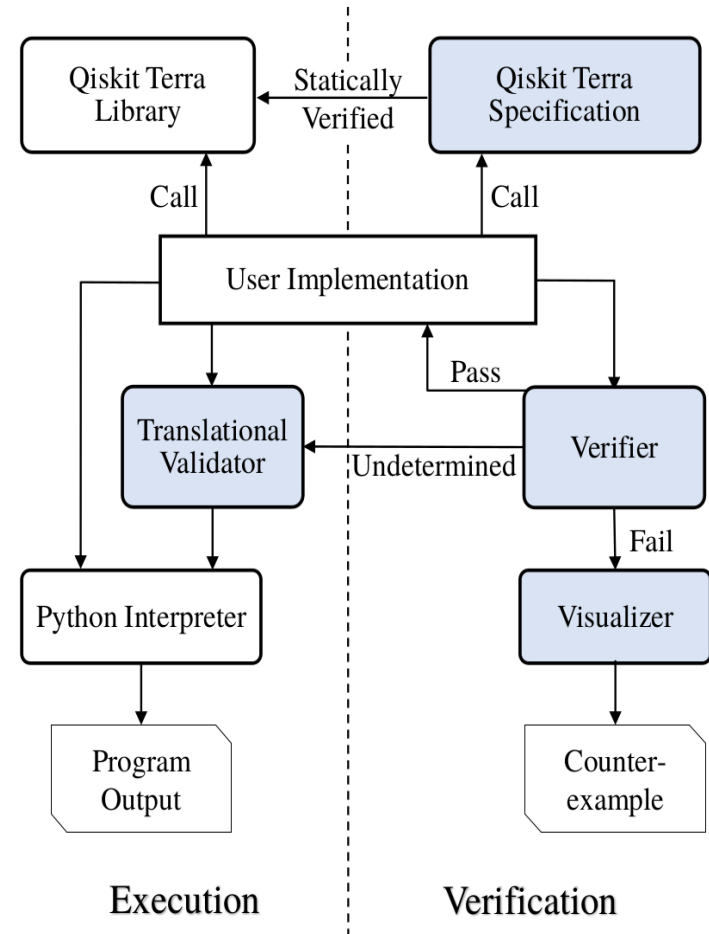 Qiskit Terra
Library
Statically
Verified
Qiskit Terra
Specification
Call
Call
User Implementation
Pass
Translational
Validator
Undetermined
Verifier
Fail
Python Interpreter
Visualizer
Program
Output
Counter-
example
Execution
Verification